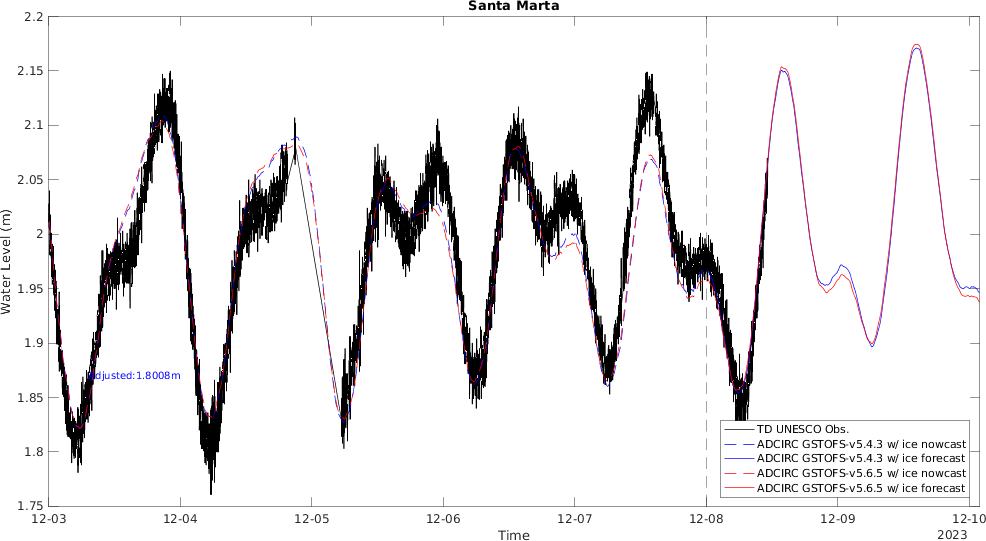 Santa Marta
2.2
2.15
2.1
2.05
2
1.95
1.9
1.85
1.8
1.75
Water Level (m)
adjusted:1.8008m
TD UNESCO Obs.
ADCIRC GSTOFS-v5.4.3 w/ ice nowcast
ADCIRC GSTOFS-v5.4.3 w/ ice forecast
ADCIRC GSTOFS-v5.6.5 w/ ice nowcast
ADCIRC GSTOFS-v5.6.5 w/ ice forecast
12-03 12-04 12-05 12-06 12-07 12-08 12-09 12-10
Time
2023